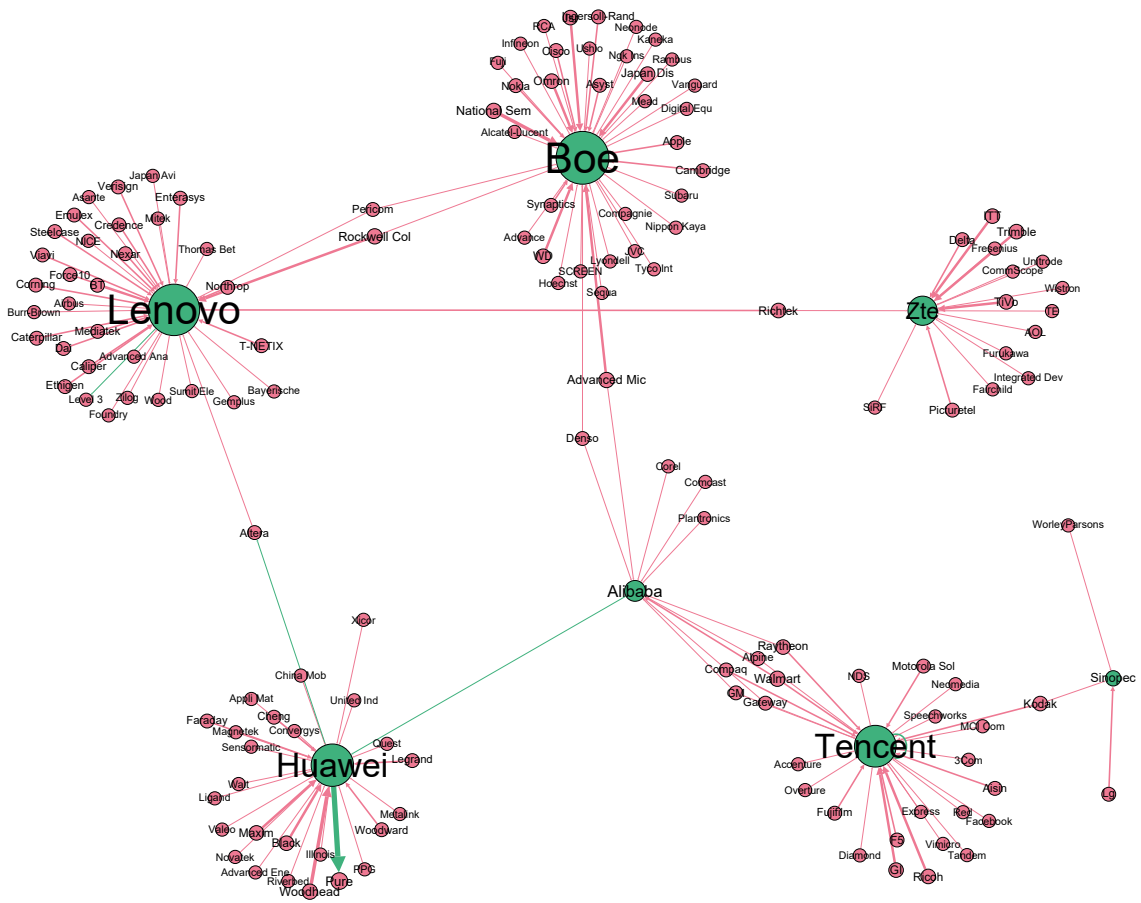 Ingersoll-Rand
RCA
Neonode
Infineon
Cisco
Ushio
Kaneka
Fuji
Ngk Ins
Rambus
Nokia
Omron
Asyst
Japan Dis
Vanguard
National Sem
Mead
Digital Equ
Alcatel-Lucent
Apple
Boe
Cambridge
Subaru
Synaptics
Compagnie
Nippon Kaya
Advance
WD
Lyondell
JVC
Tyco Int
SCREEN
Hoechst
Sequa
Japan Avi
Verisign
Enterasys
Asante
Emulex
Credence
Mitek
Steelcase
NICE
Nexar
Thomas Bet
Viavi
Force10
Corning
BT
Northrop
Airbus
Burr-Brown
Lenovo
Caterpillar
Mediatek
Dai
Advanced Ana
T-NETIX
Caliper
Ethigen
Level 3
Zilog
Wood
Sumit Ele
Gemplus
Bayerische
Foundry
Pericom
Rockwell Col
Richtek
ITT
Delta
Trimble
Fresenius
Unitrode
CommScope
Wistron
TiVo
TE
Zte
AOL
Furukawa
Integrated Dev
Fairchild
SiRF
Picturetel
Advanced Mic
Denso
Corel
Comcast
Plantronics
Altera
WorleyParsons
Alibaba
Xicor
Raytheon
Alpine
Compaq
Walmart
GM
Gateway
NDS
Motorola Sol
Neomedia
Sinopec
Kodak
Speechworks
MCI Com
Tencent
3Com
Accenture
Overture
Aisin
Lg
Fujifilm
Express
Red
Facebook
F5
Vimicro
Tandem
Diamond
GI
Ricoh
China Mob
Appli Mat
United Ind
Faraday
Cheng
Magnetek
Convergys
Sensormatic
Quest
Legrand
Huawei
Watt
Ligand
Metalink
Valeo
Maxim
Black
Woodward
Novatek
Illinois
Advanced Ene
Riverbed
PPG
Pure
Woodhead